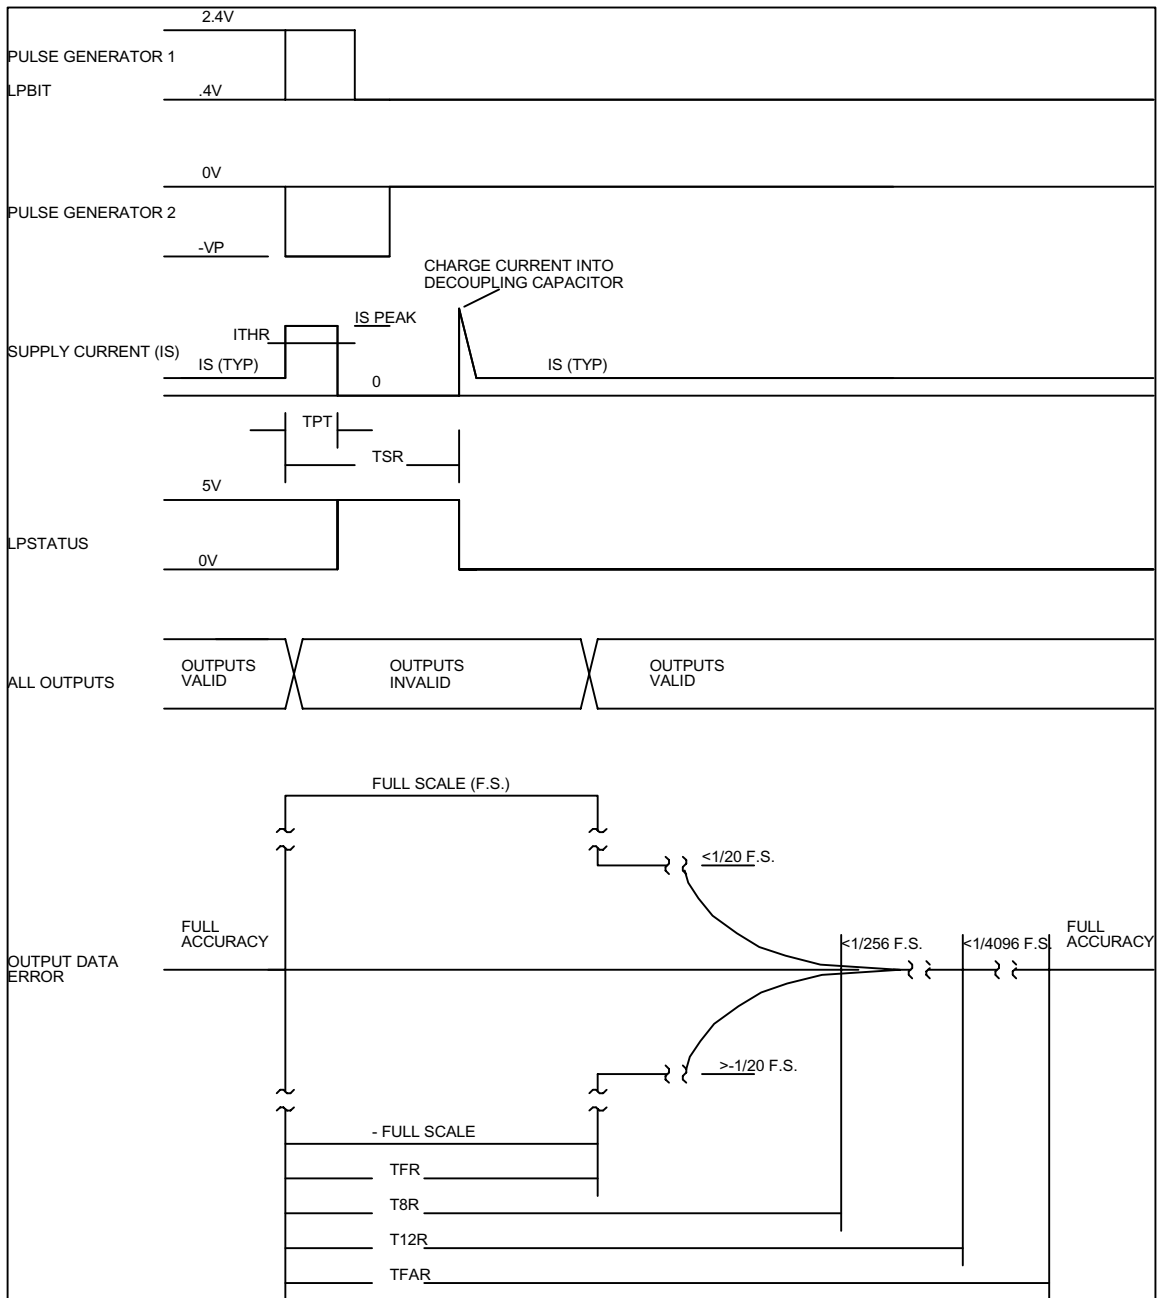 2.4V
PULSE GENERATOR 1
LPBIT
.4V
0V
PULSE GENERATOR 2
-VP
CHARGE CURRENT INTO
DECOUPLING CAPACITOR
IS PEAK
ITHR
SUPPLY CURRENT (IS)
IS (TYP)
IS (TYP)
0
TPT
TSR
5V
LPSTATUS
0V
ALL OUTPUTS
OUTPUTS
VALID
OUTPUTS
INVALID
OUTPUTS
VALID
FULL SCALE (F.S.)
<1/20 F.S.
FULL
ACCURACY
<1/256 F.S.
<1/4096 F.S.
FULL
ACCURACY
OUTPUT DATA
ERROR
>-1/20 F.S.
- FULL SCALE
TFR
T8R
T12R
TFAR